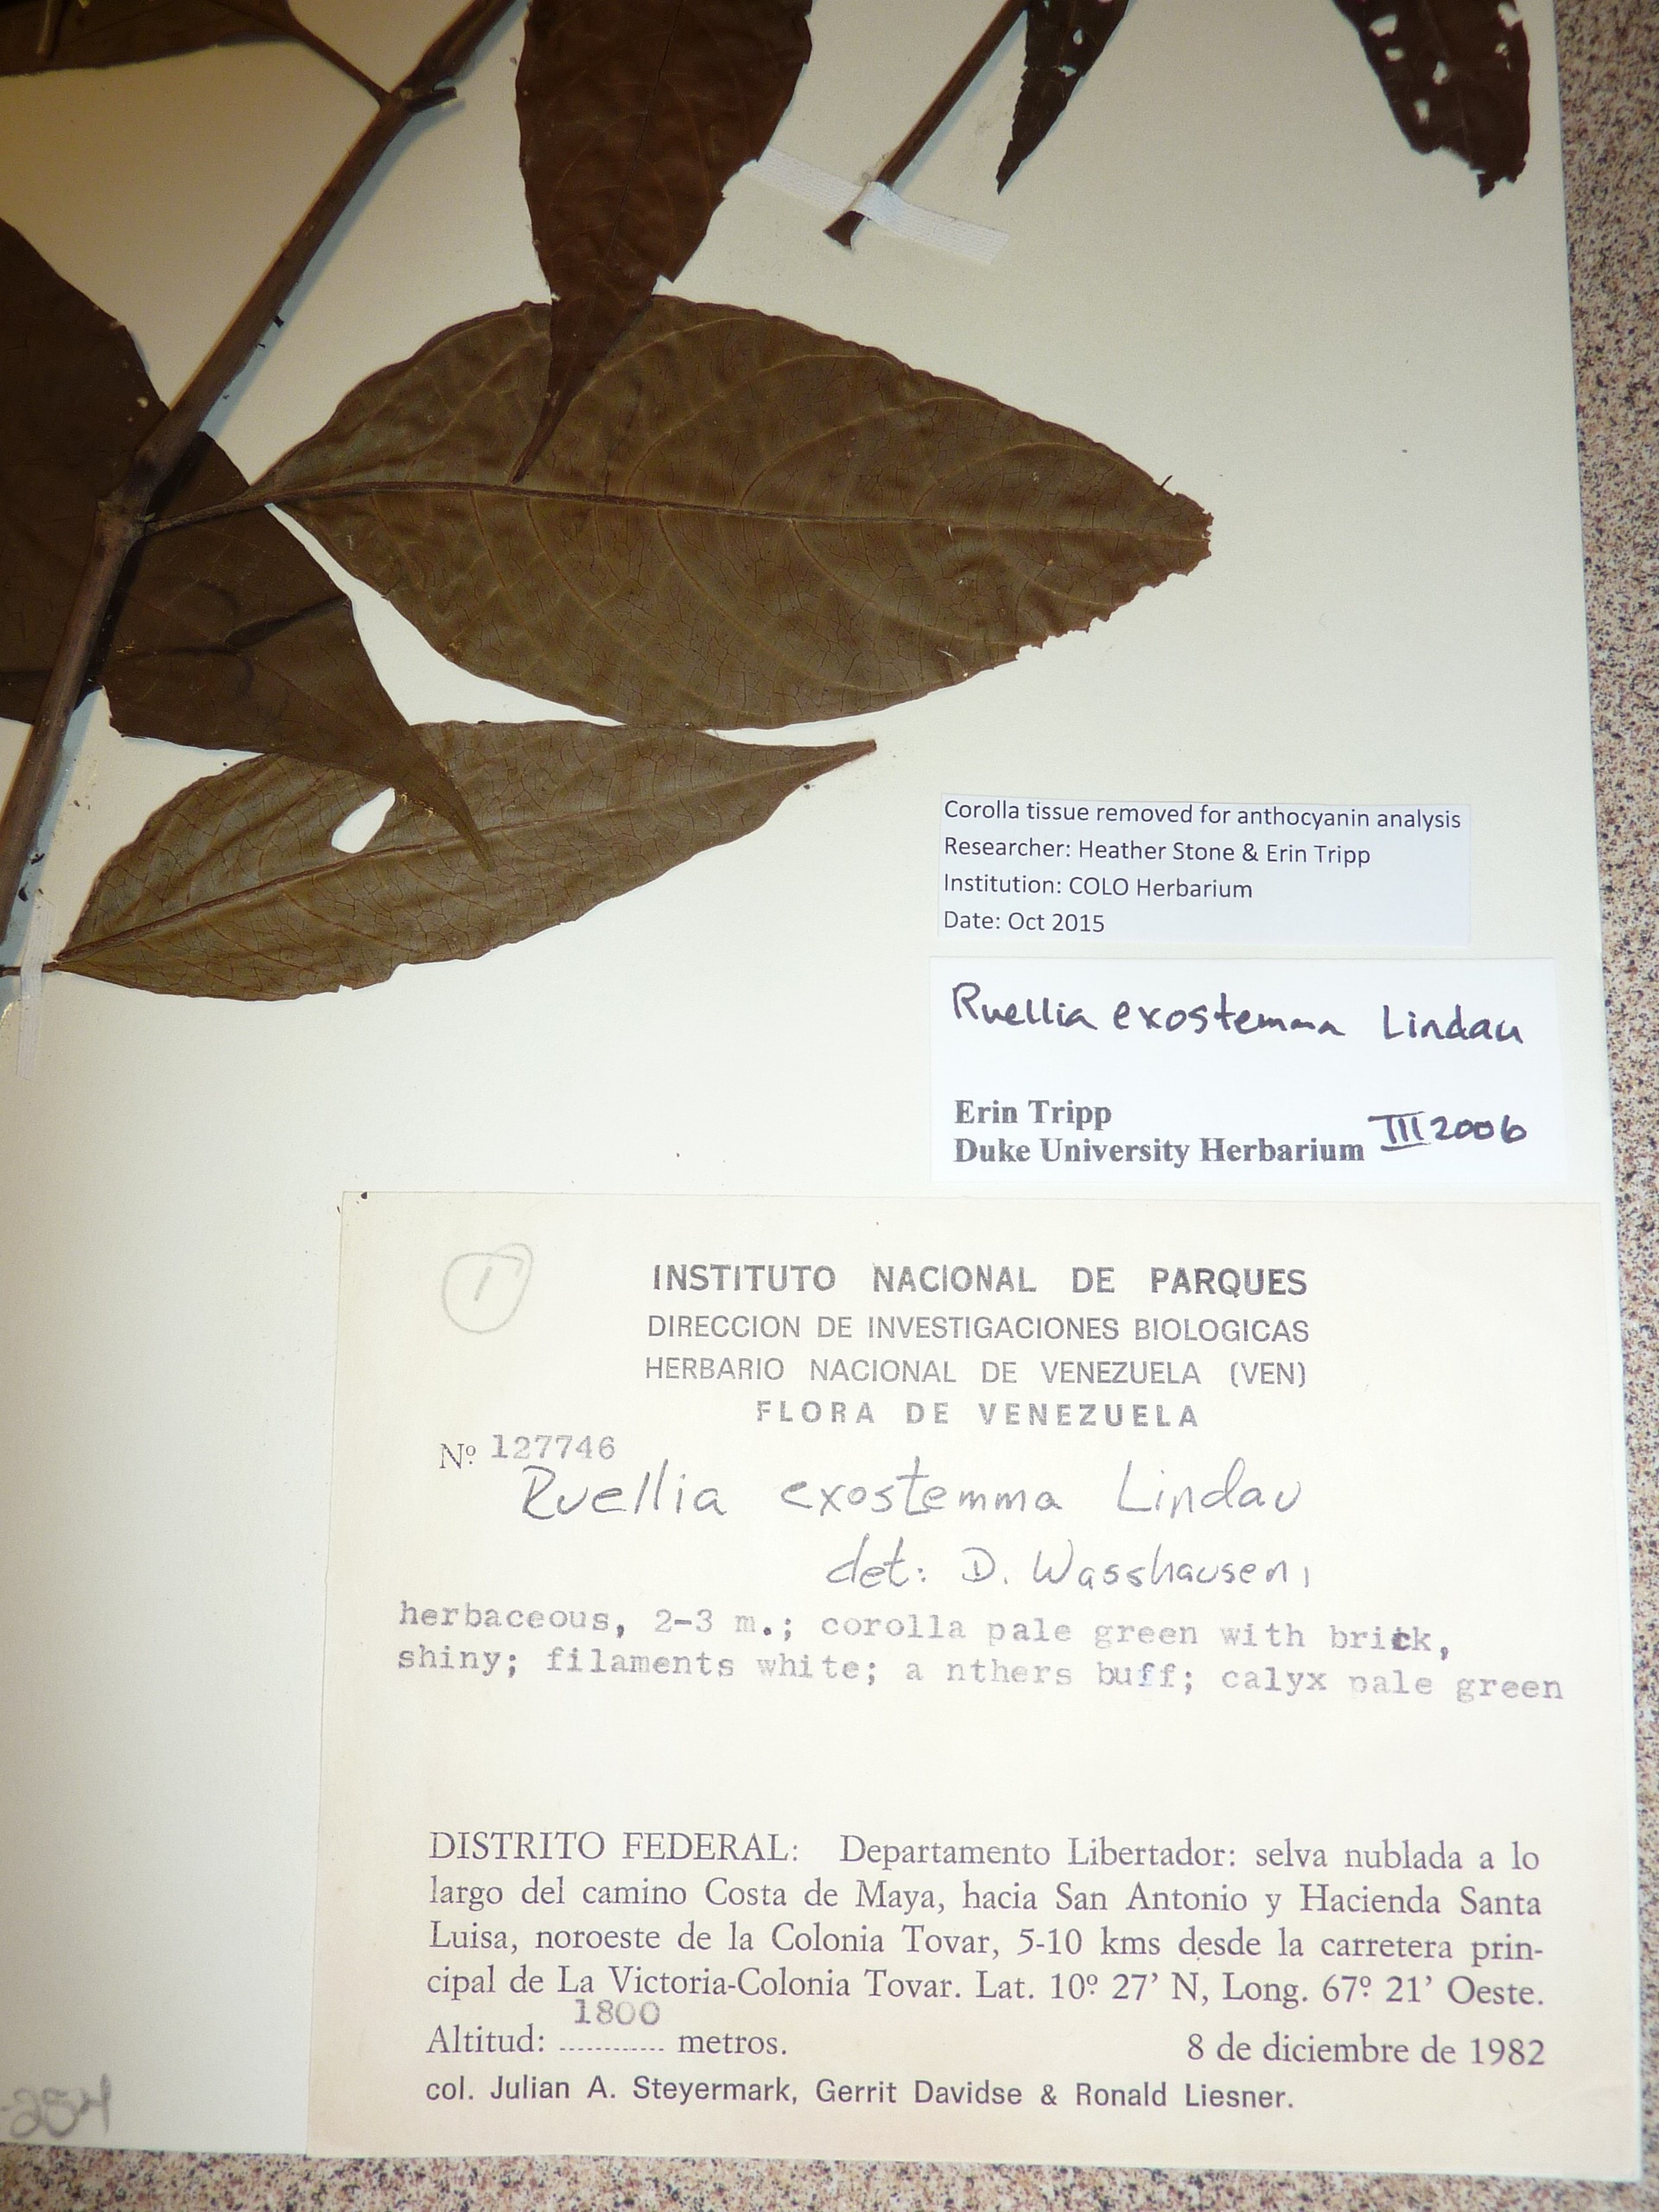 Corolla tissue removed for anthocyanin analysis
Researcher: Heather Stone & Erin Tripp
Institution: COLO Herbarium
Date: Oct 2015
Ruellia exostemma Lindau
Erin Tripp
Duke University Herbarium III 2006
1
INSTITUTO NACIONAL DE PARQUES
DIRECCION DE INVESTIGACIONES BIOLOGICAS
HERBARIO NACIONAL DE VENEZUELA (VEN)
FLORA DE VENEZUELA
Nº 127746
Ruellia exostemma Lindau
det: D. Wasshausen,
herbaceous, 2-3 m.; corolla pale green with brick,
shiny; filaments white; a nthers buff; calyx pale green
DISTRITO FEDERAL: Departamento Libertador: selva nublada a lo
largo del camino Costa de Maya, hacia San Antonio y Hacienda Santa
Luisa, noroeste de la Colonia Tovar, 5-10 kms desde la carretera prin-
cipal de La Victoria-Colonia Tovar. Lat. 10º 27' N, Long. 67º 21' Oeste.
Altitud: 1800 metros. 8 de diciembre de 1982
col. Julian A. Steyermark, Gerrit Davidse & Ronald Liesner.
-254